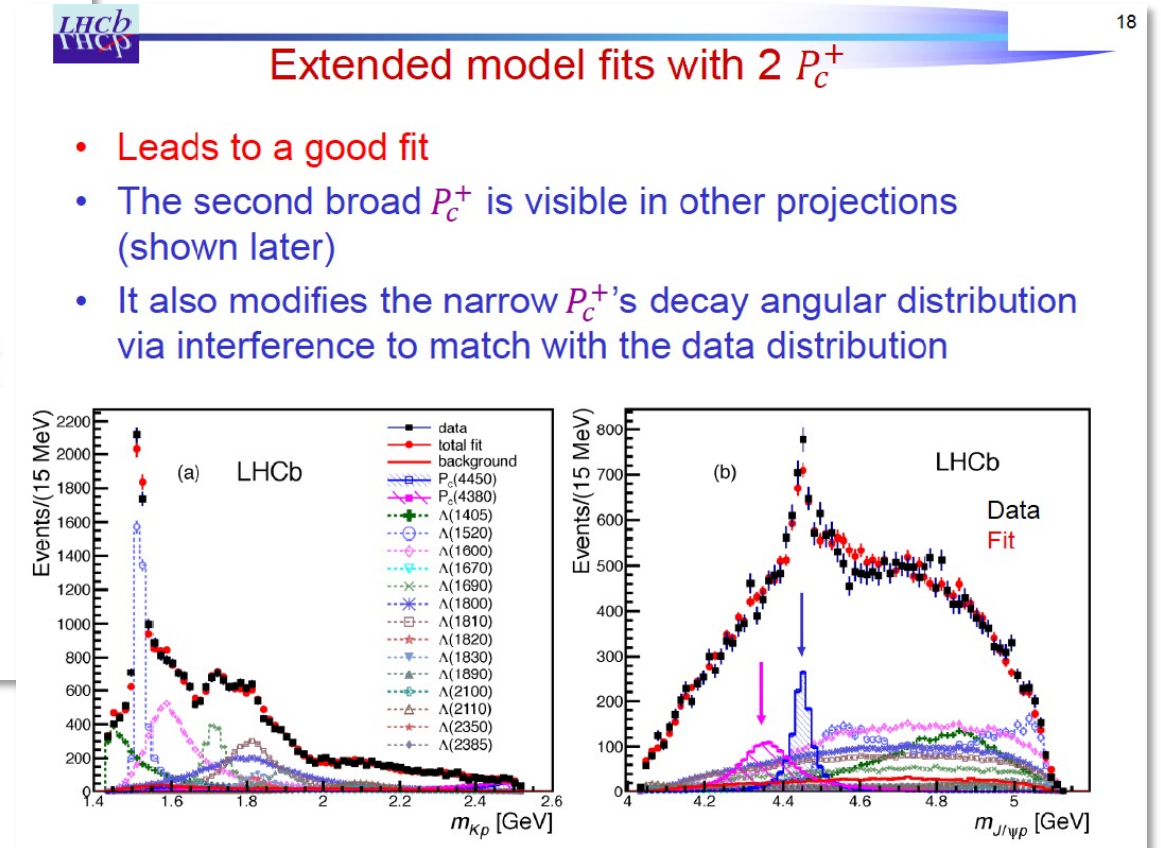 LHCb
18
Extended model fits with 2 P_c^+
• Leads to a good fit
• The second broad P_c^+ is visible in other projections
(shown later)
• It also modifies the narrow P_c^+'s decay angular distribution
via interference to match with the data distribution
Events/(15 MeV)
2200
2000
1800
1600
1400
1200
1000
800
600
400
200
0
1.4
1.6
1.8
2
2.2
2.4
2.6
m_{Kp} [GeV]
(a)
LHCb
data
total fit
background
P_c(4450)
P_c(4380)
Λ(1405)
Λ(1520)
Λ(1600)
Λ(1670)
Λ(1690)
Λ(1800)
Λ(1810)
Λ(1820)
Λ(1830)
Λ(1890)
Λ(2100)
Λ(2110)
Λ(2350)
Λ(2385)
Events/(15 MeV)
800
700
600
500
400
300
200
100
0
4
4.2
4.4
4.6
4.8
5
m_{J/ψp} [GeV]
(b)
LHCb
Data
Fit